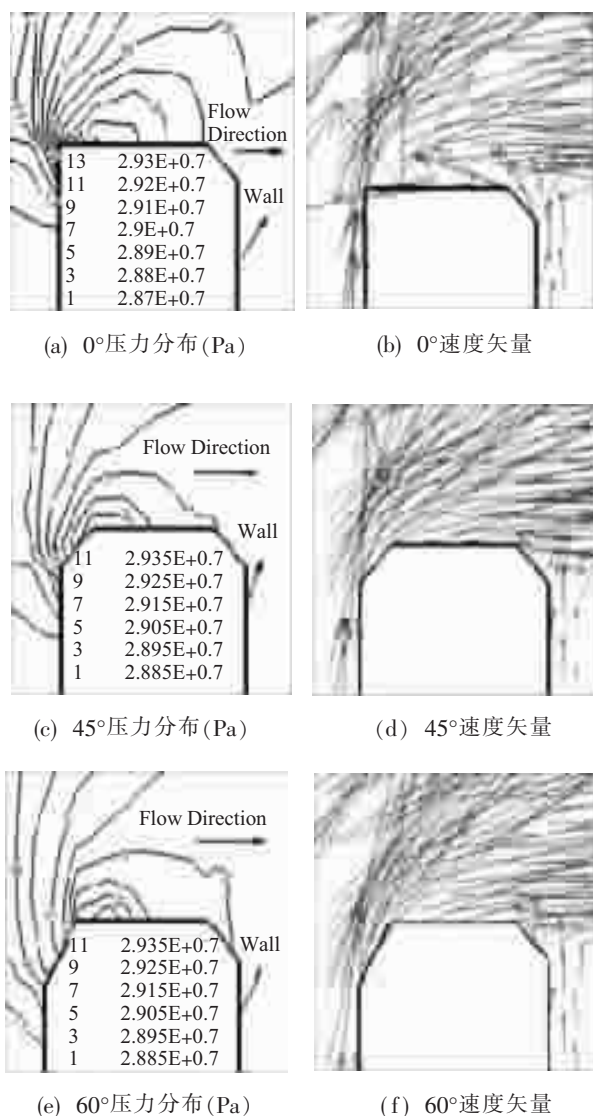 Flow
Direction
13 2.93E+0.7
11 2.92E+0.7
9 2.91E+0.7
7 2.9E+0.7
5 2.89E+0.7
3 2.88E+0.7
1 2.87E+0.7
Wall
(a) 0°压力分布(Pa)
(b) 0°速度矢量
Flow Direction
Wall
11 2.935E+0.7
9 2.925E+0.7
7 2.915E+0.7
5 2.905E+0.7
3 2.895E+0.7
1 2.885E+0.7
(c) 45°压力分布(Pa)
(d) 45°速度矢量
Flow Direction
Wall
11 2.935E+0.7
9 2.925E+0.7
7 2.915E+0.7
5 2.905E+0.7
3 2.895E+0.7
1 2.885E+0.7
(e) 60°压力分布(Pa)
(f) 60°速度矢量